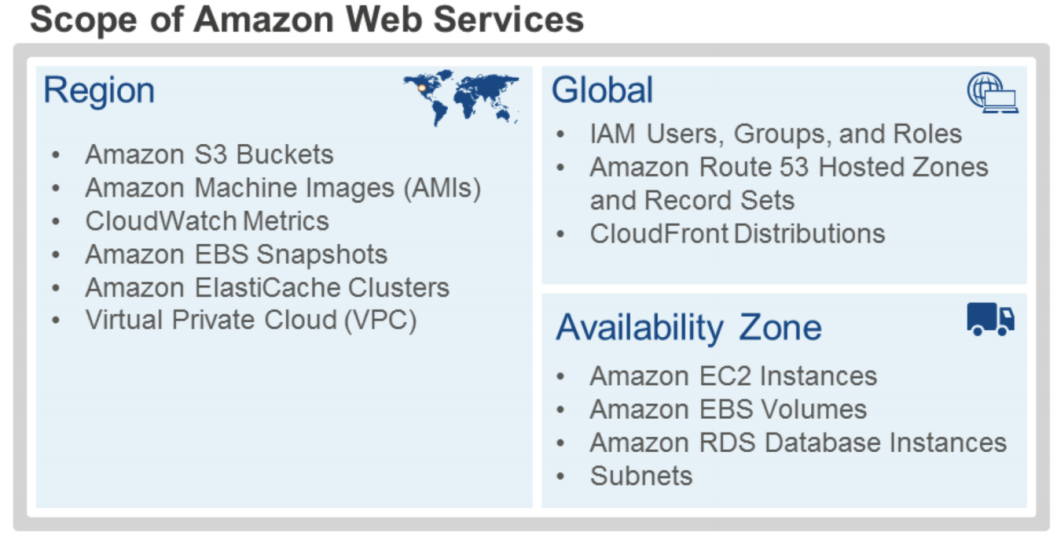 Scope of Amazon Web Services
Region
• Amazon S3 Buckets
• Amazon Machine Images (AMIs)
• CloudWatch Metrics
• Amazon EBS Snapshots
• Amazon ElastiCache Clusters
• Virtual Private Cloud (VPC)
Global
• IAM Users, Groups, and Roles
• Amazon Route 53 Hosted Zones
and Record Sets
• CloudFront Distributions
Availability Zone
• Amazon EC2 Instances
• Amazon EBS Volumes
• Amazon RDS Database Instances
• Subnets